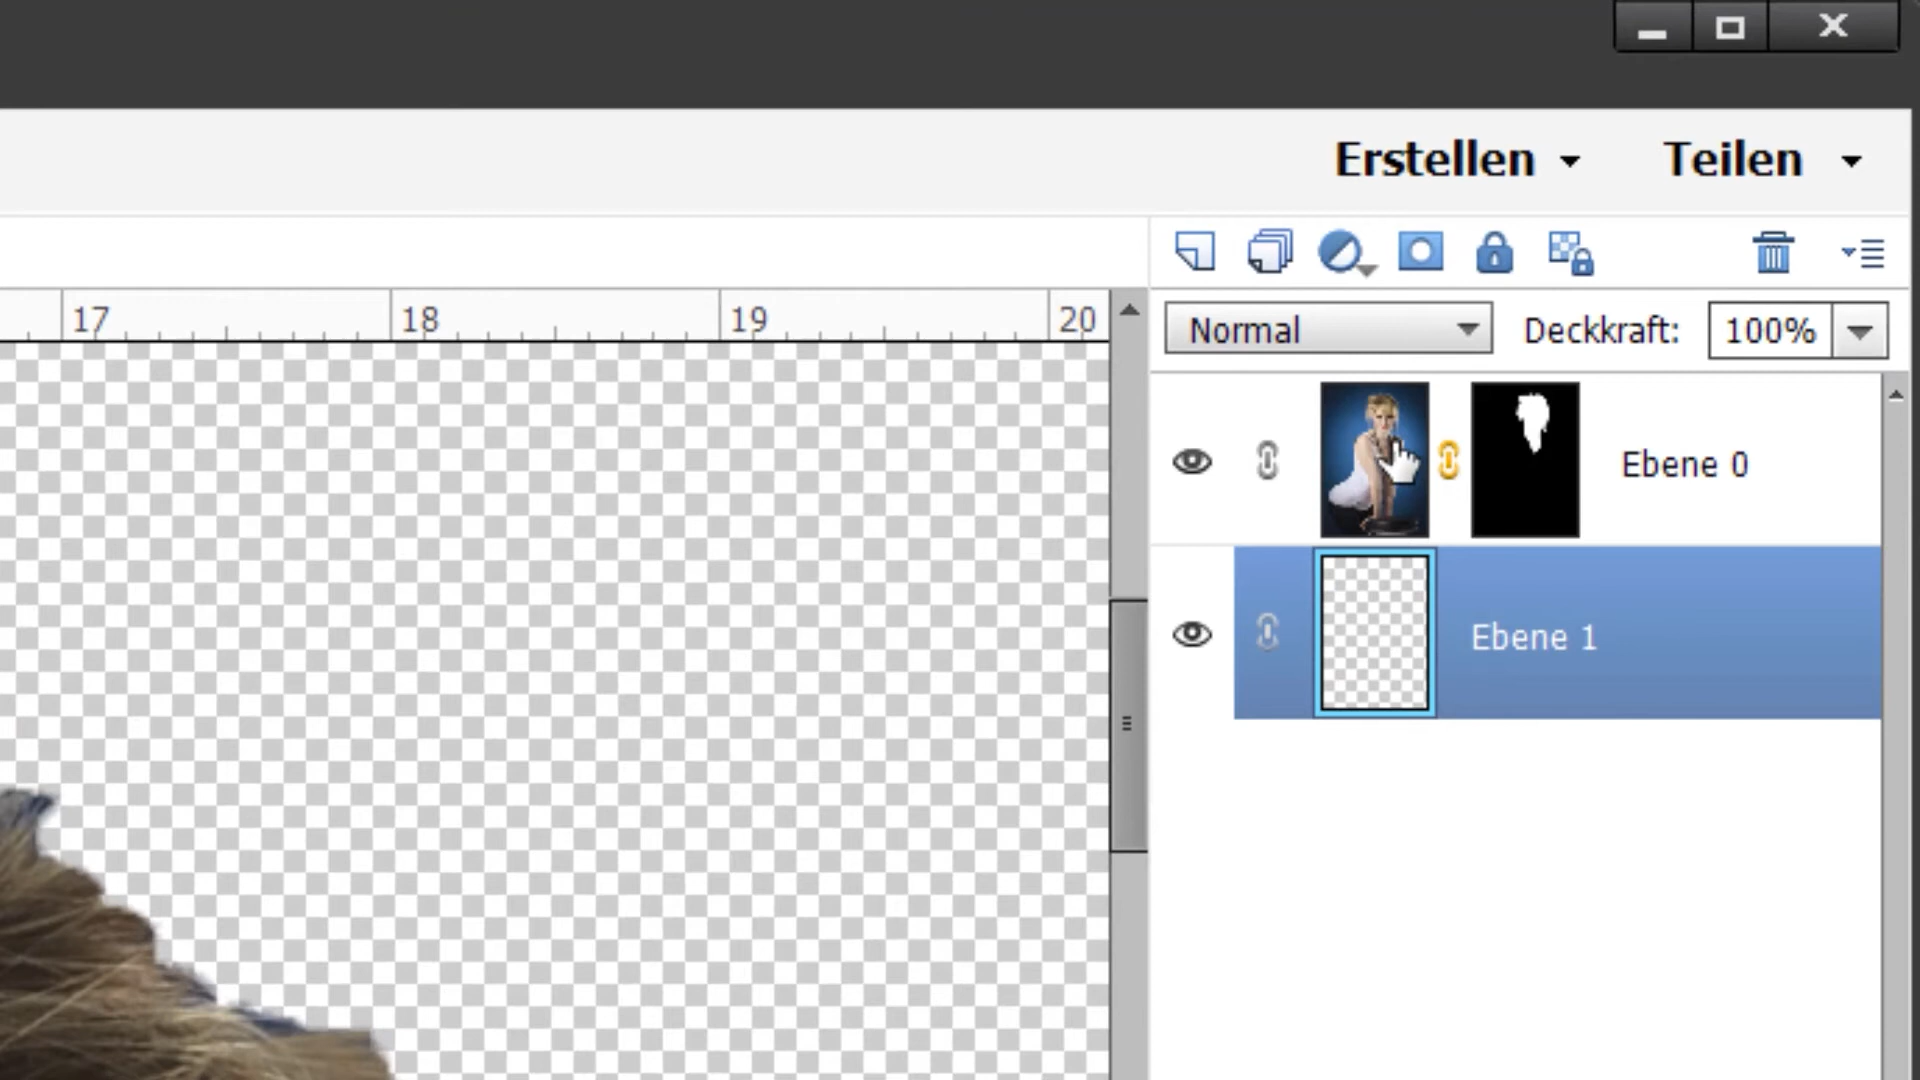 Erstellen Teilen
17 18 19 20
Normal Deckkraft: 100%
Ebene 0
Ebene 1